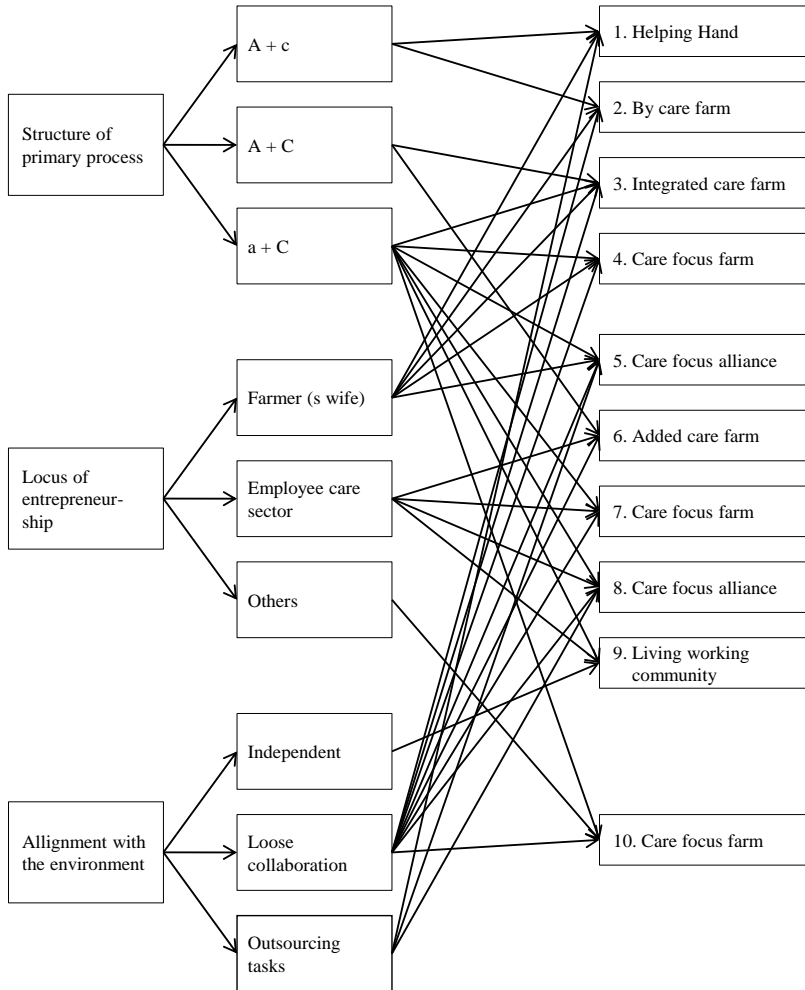 Structure of
primary process
A + c
A + C
a + C
Locus of
entrepreneur-
ship
Farmer (s wife)
Employee care
sector
Others
Allignment with
the environment
Independent
Loose
collaboration
Outsourcing
tasks
1. Helping Hand
2. By care farm
3. Integrated care farm
4. Care focus farm
5. Care focus alliance
6. Added care farm
7. Care focus farm
8. Care focus alliance
9. Living working
community
10. Care focus farm